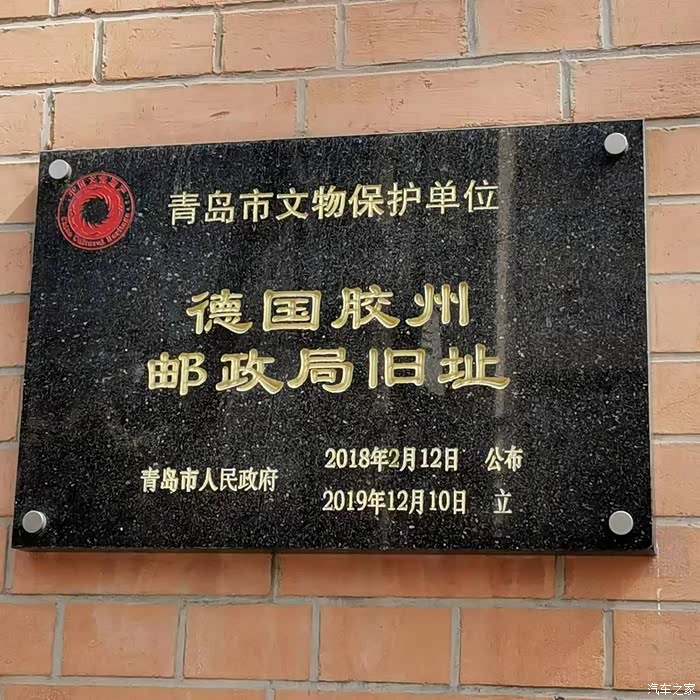 青岛市文物保护单位
德国胶州
邮政局旧址
青岛市人民政府
2018年2月12日 公布
2019年12月10日 立
汽车之家